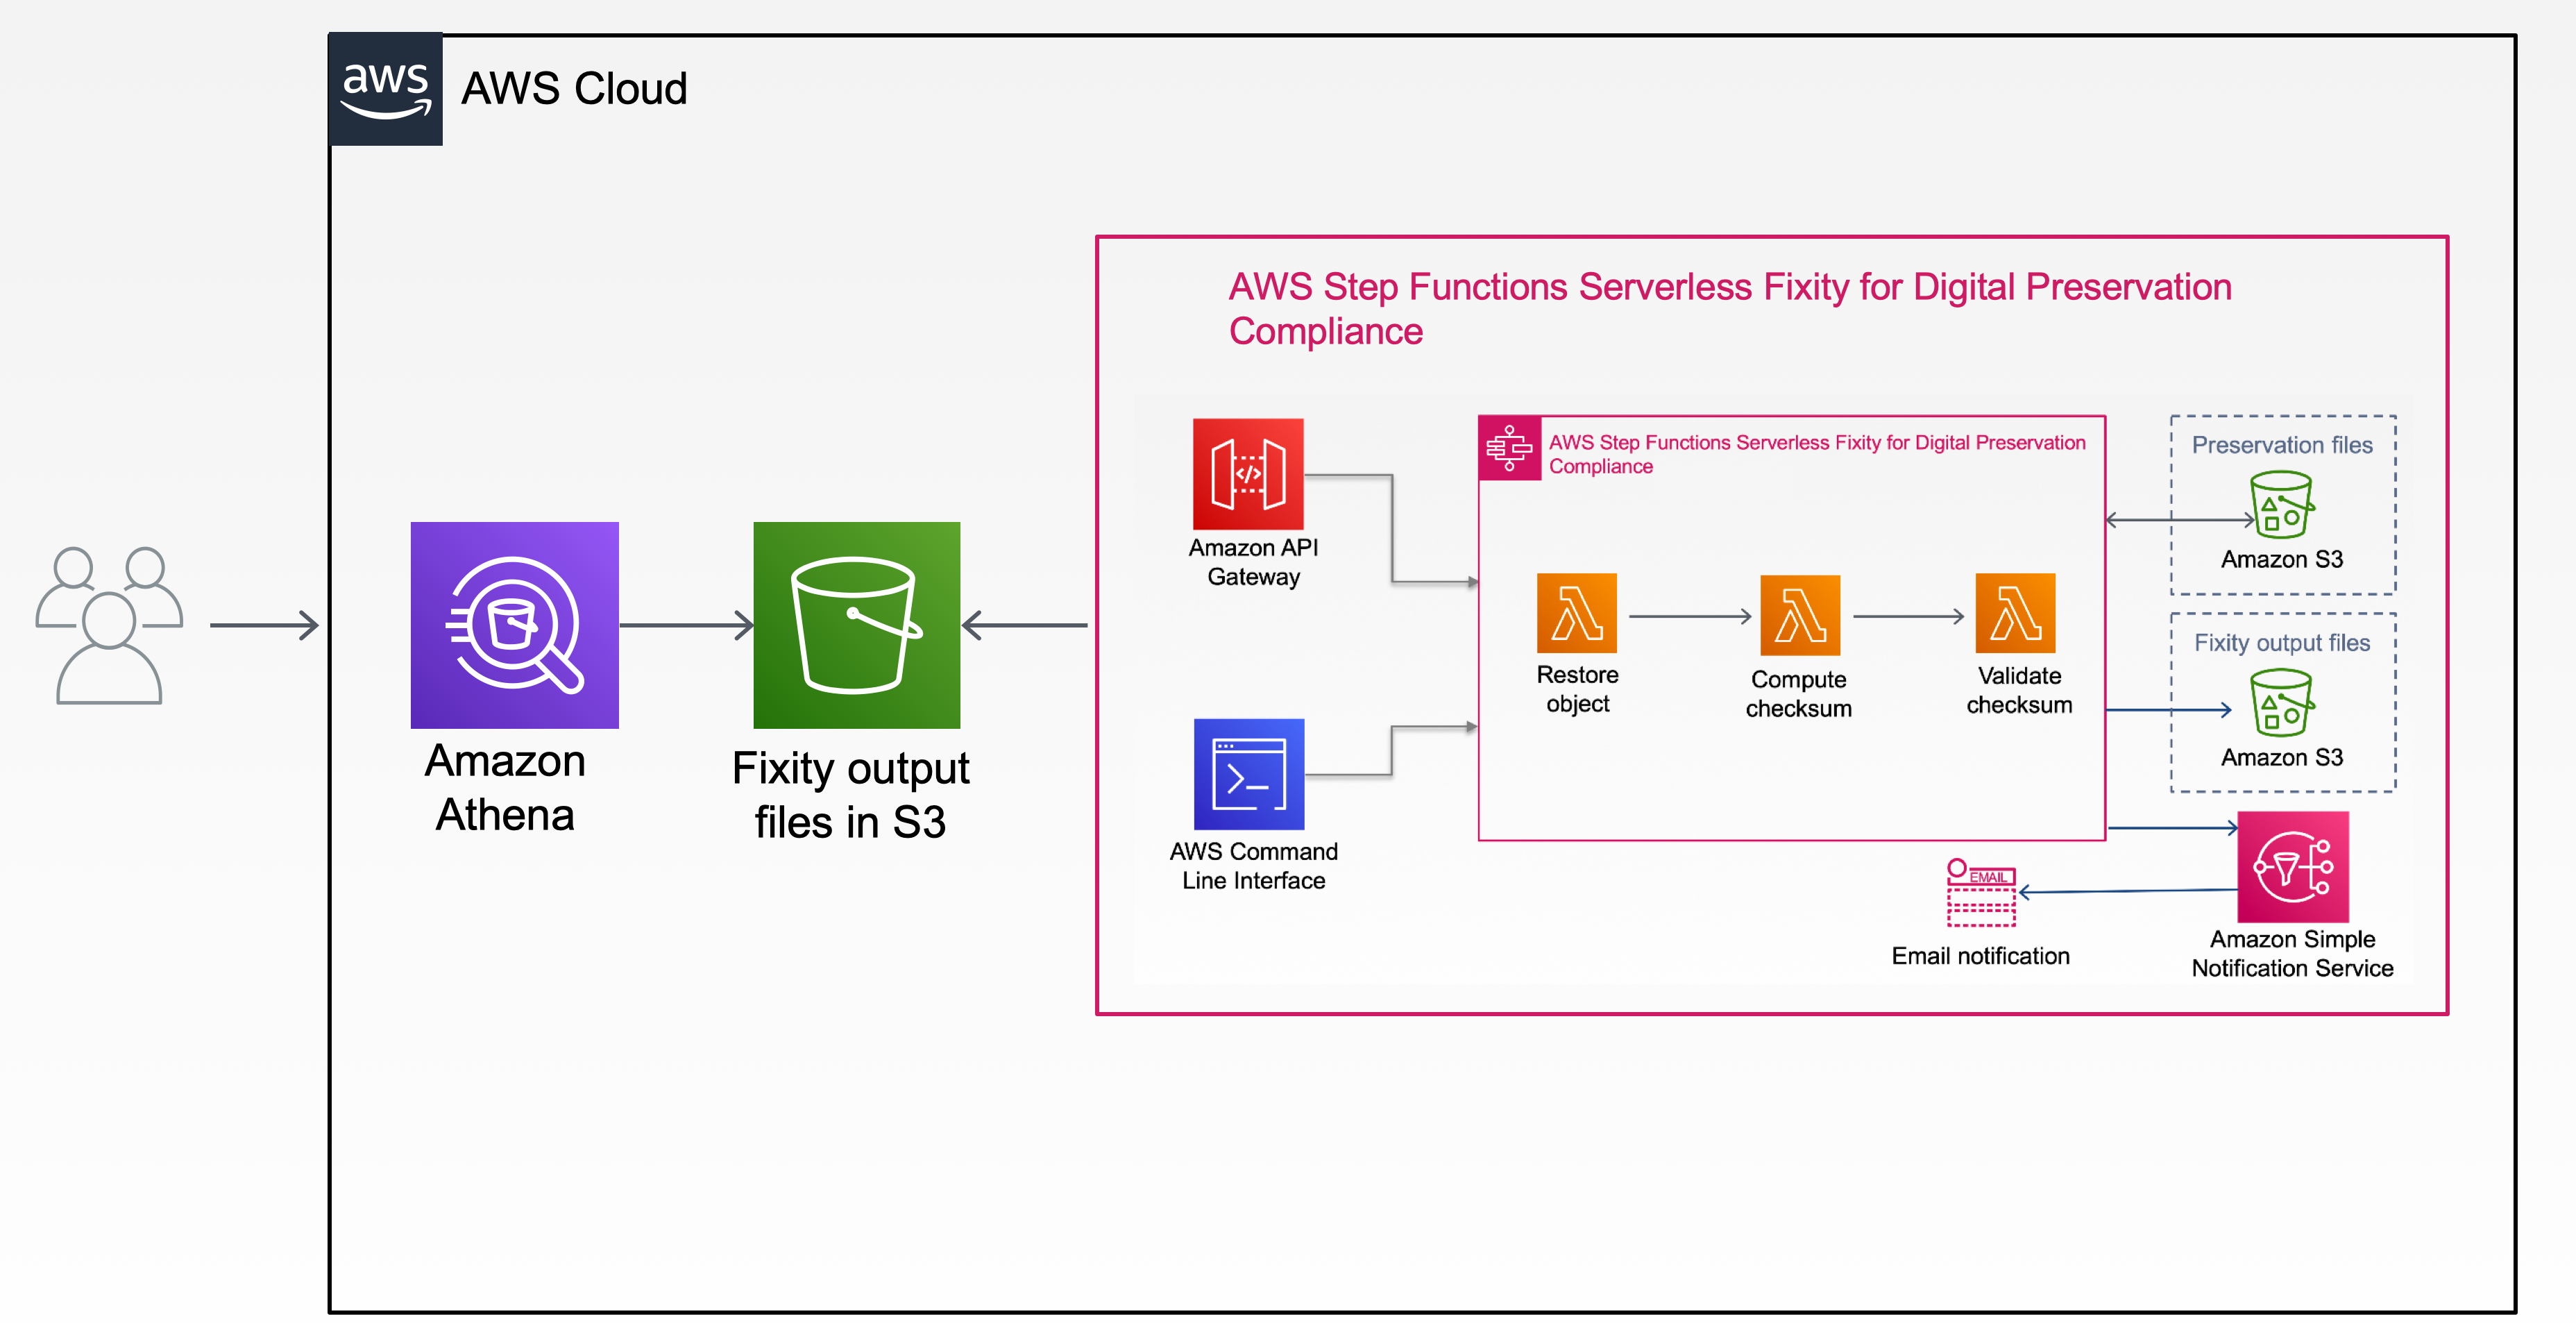 aws
AWS Cloud
AWS Step Functions Serverless Fixity for Digital Preservation
Compliance
Amazon API
Gateway
</>
AWS Command
Line Interface
AWS Step Functions Serverless Fixity for Digital Preservation
Compliance
Restore
object
Compute
checksum
Validate
checksum
Preservation files
Amazon S3
Fixity output files
Amazon S3
EMAIL
Email notification
Amazon Simple
Notification Service
Amazon
Athena
Fixity output
files in S3